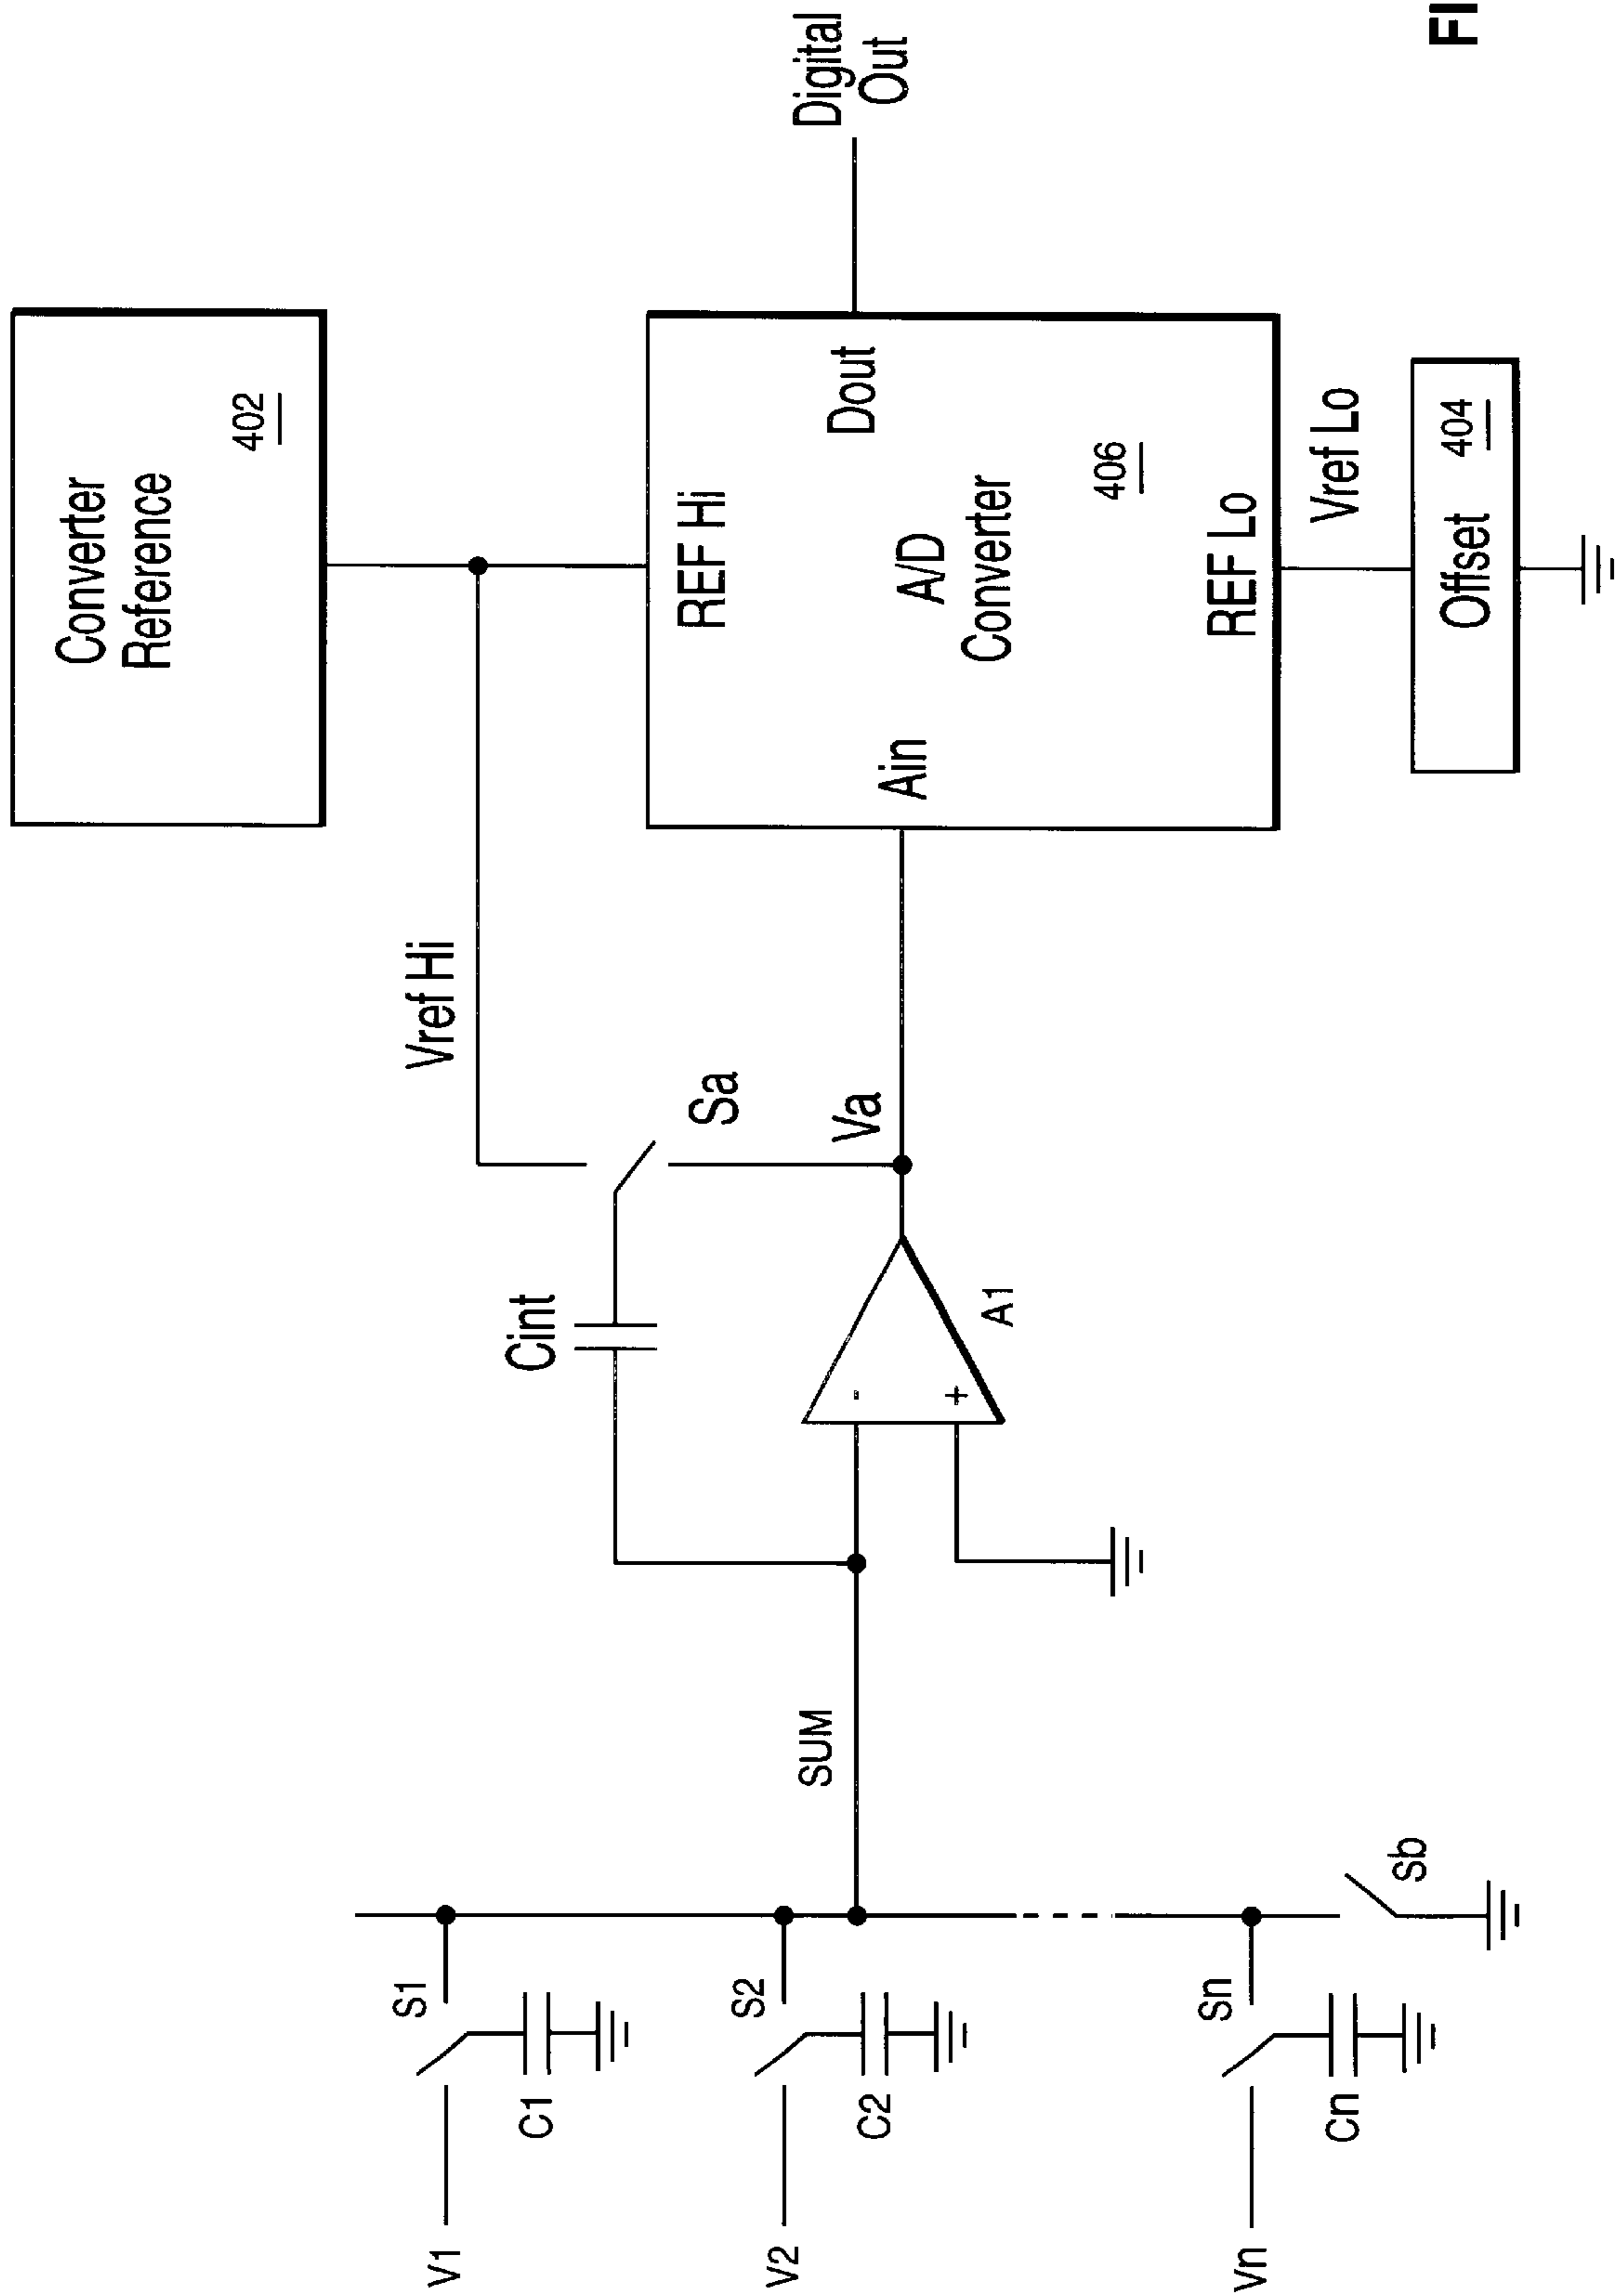 Converter
Reference
402
Vref Hi
REF Hi
Dout
Digital
Out
A/D
Converter
406
Ain
REF Lo
Vref Lo
Offset 404
Cint
Sa
Va
A1
-
+
SUM
V1
S1
C1
V2
S2
C2
Vn
Sn
Cn
Sb
FI